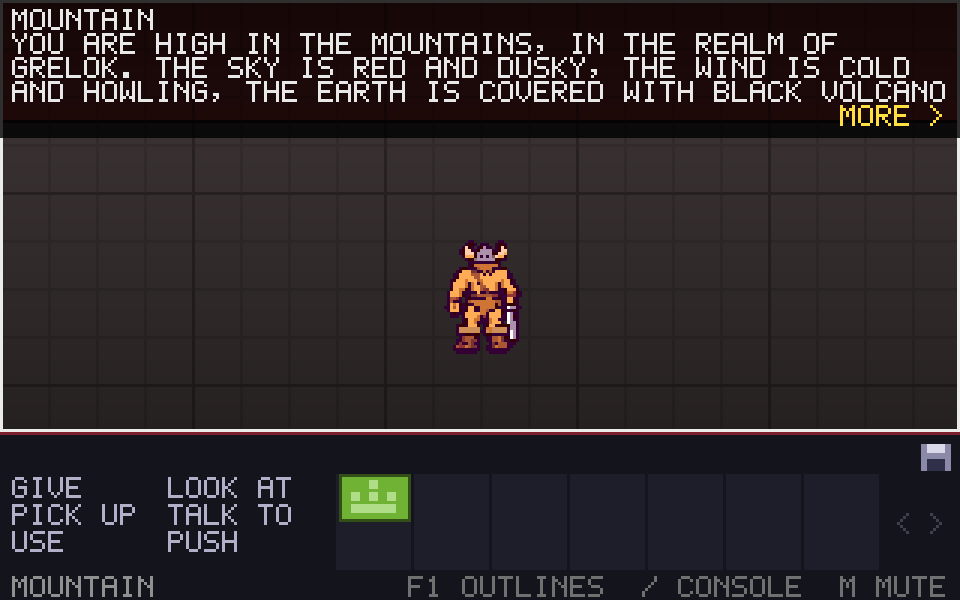 MOUNTAIN
YOU ARE HIGH IN THE MOUNTAINS, IN THE REALM OF
GRELOK. THE SKY IS RED AND DUSKY, THE WIND IS COLD
AND HOWLING, THE EARTH IS COVERED WITH BLACK VOLCANO
MORE >
GIVE LOOK AT
PICK UP TALK TO
USE PUSH
< >
MOUNTAIN F1 OUTLINES / CONSOLE M MUTE